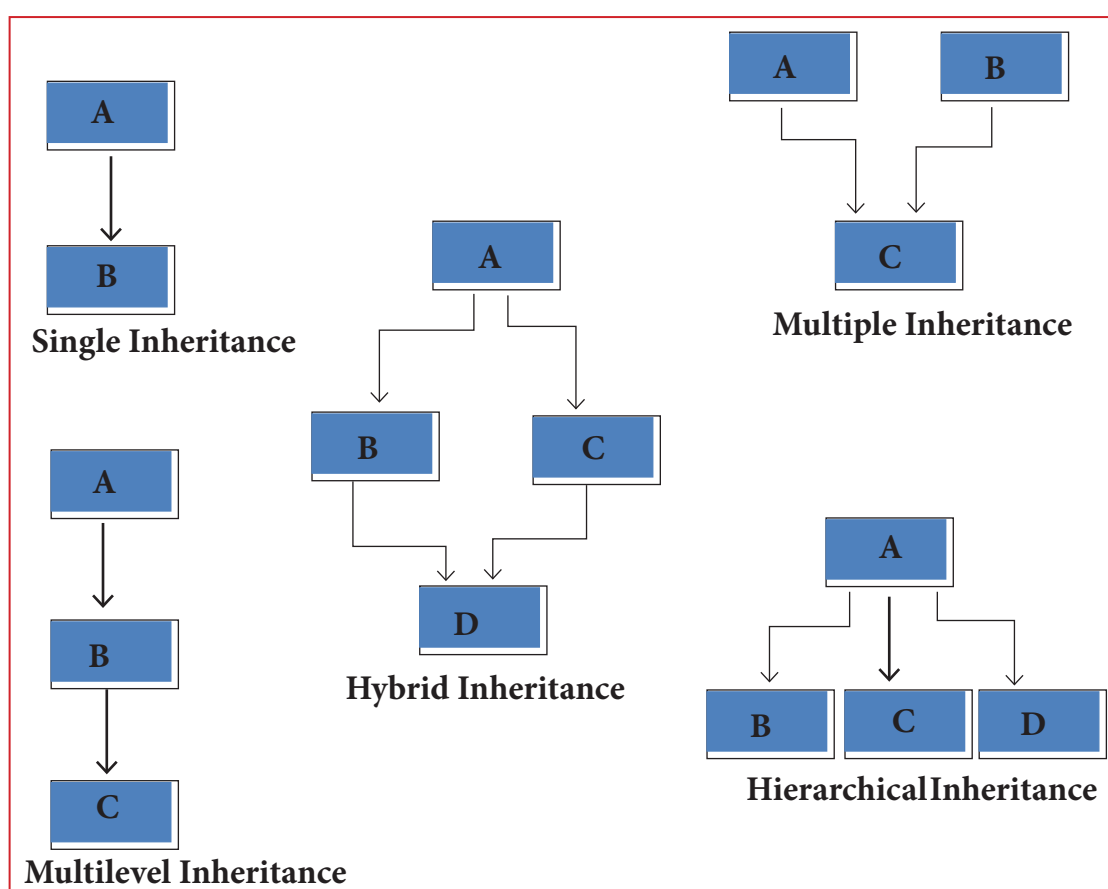 A
B
Single Inheritance
A
B
C
Multilevel Inheritance
A
B
C
D
Hybrid Inheritance
A
B
C
Multiple Inheritance
A
B
C
D
Hierarchical Inheritance